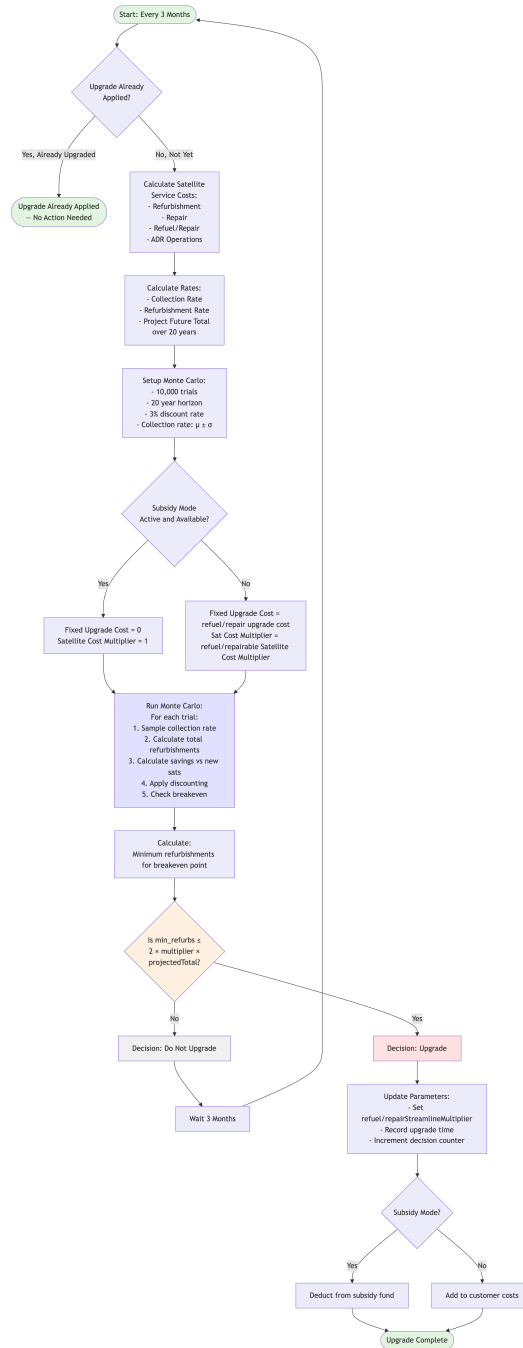 Start: Every 3 Months
Upgrade Already
Applied?
Yes, Already Upgraded
No, Not Yet
Upgrade Already Applied
— No Action Needed
Calculate Satellite
Service Costs:
- Refurbishment
- Repair
- Refuel/Repair
- ADR Operations
Calculate Rates:
- Collection Rate
- Refurbishment Rate
- Project Future Total
over 20 years
Setup Monte Carlo:
- 10,000 trials
- 20 year horizon
- 3% discount rate
- Collection rate: μ ± σ
Subsidy Mode
Active and Available?
Yes
No
Fixed Upgrade Cost = 0
Satellite Cost Multiplier = 1
Fixed Upgrade Cost =
refuel/repair upgrade cost
Sat Cost Multiplier =
refuel/repairable Satellite
Cost Multiplier
Run Monte Carlo:
For each trial:
1. Sample collection rate
2. Calculate total
refurbishments
3. Calculate savings vs new
sats
4. Apply discounting
5. Check breakeven
Calculate:
Minimum refurbishments
for breakeven point
Is min_refurbs ≤
2 × multiplier ×
projectedTotal?
No
Yes
Decision: Do Not Upgrade
Decision: Upgrade
Wait 3 Months
Update Parameters:
- Set
refuel/repairStreamlineMultiplier
- Record upgrade time
- Increment decision counter
Subsidy Mode?
Yes
No
Deduct from subsidy fund
Add to customer costs
Upgrade Complete